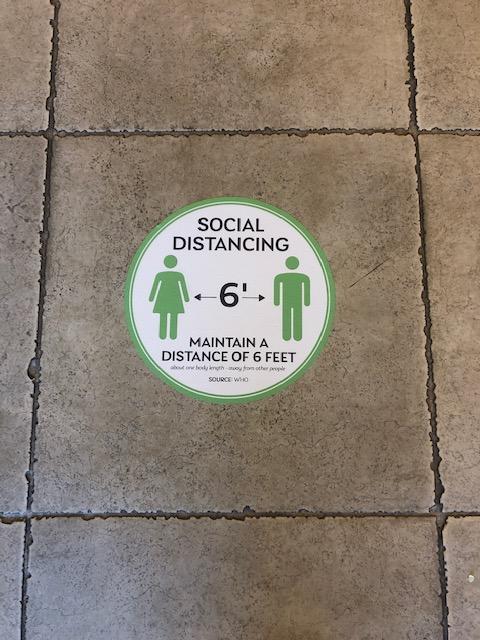 SOCIAL
DISTANCING
6'
MAINTAIN A
DISTANCE OF 6 FEET
about one body length - away from other people
SOURCE: WHO